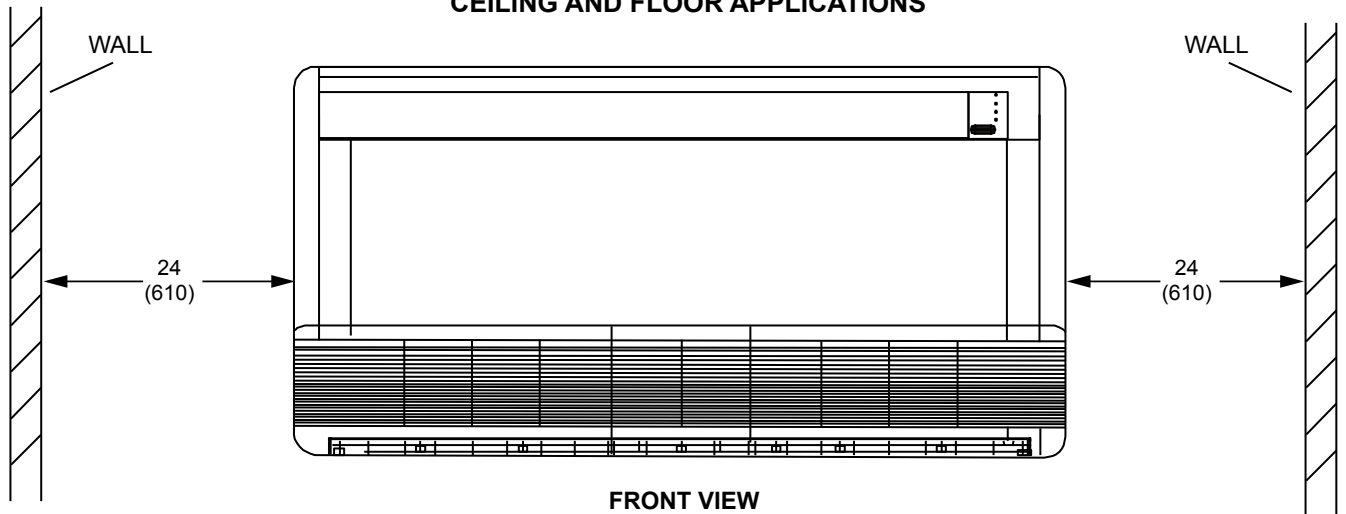 CEILING AND FLOOR APPLICATIONS
WALL
WALL
24
(610)
24
(610)
FRONT VIEW